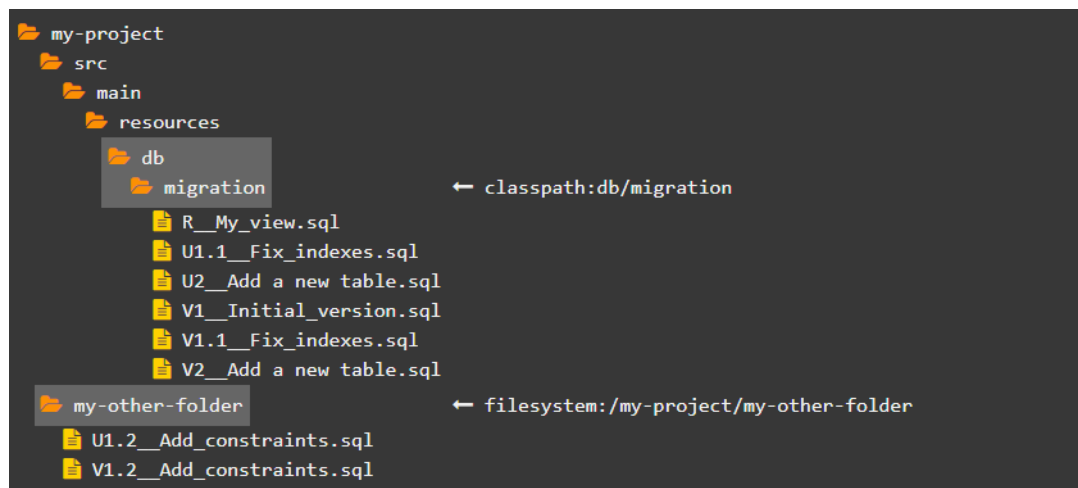 my-project
src
main
resources
db
migration ← classpath:db/migration
R__My_view.sql
U1.1__Fix_indexes.sql
U2__Add a new table.sql
V1__Initial_version.sql
V1.1__Fix_indexes.sql
V2__Add a new table.sql
my-other-folder ← filesystem:/my-project/my-other-folder
U1.2__Add_constraints.sql
V1.2__Add_constraints.sql